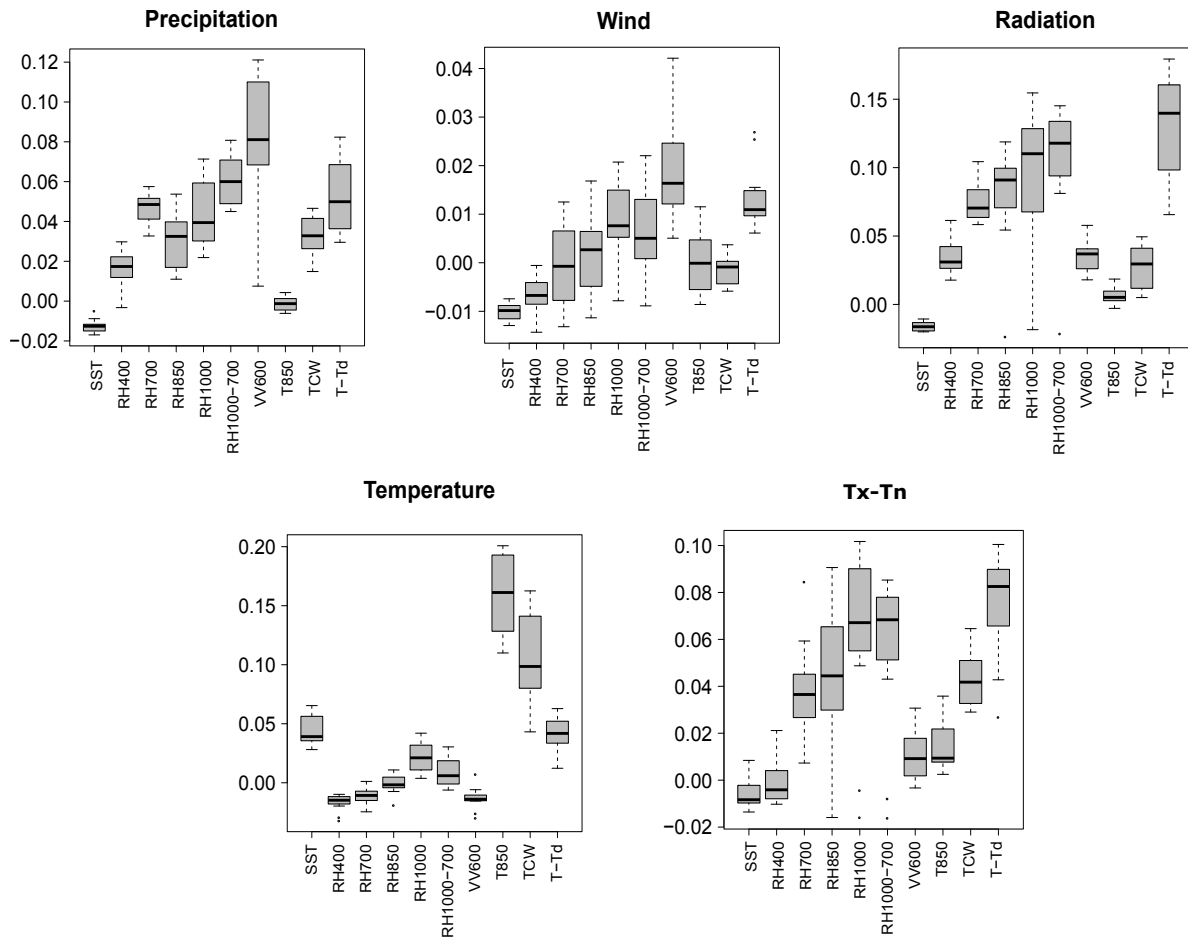 Precipitation
0.12
0.10
0.08
0.06
0.04
0.02
0.00
−0.02
SST
RH400
RH700
RH850
RH1000
RH1000−700
VV600
T850
TCW
T−Td
Wind
0.04
0.03
0.02
0.01
0.00
−0.01
SST
RH400
RH700
RH850
RH1000
RH1000−700
VV600
T850
TCW
T−Td
Radiation
0.15
0.10
0.05
0.00
SST
RH400
RH700
RH850
RH1000
RH1000−700
VV600
T850
TCW
T−Td
Temperature
0.20
0.15
0.10
0.05
0.00
SST
RH400
RH700
RH850
RH1000
RH1000−700
VV600
T850
TCW
T−Td
Tx-Tn
0.10
0.08
0.06
0.04
0.02
−0.00
−0.02
SST
RH400
RH700
RH850
RH1000
RH1000−700
VV600
T850
TCW
T−Td